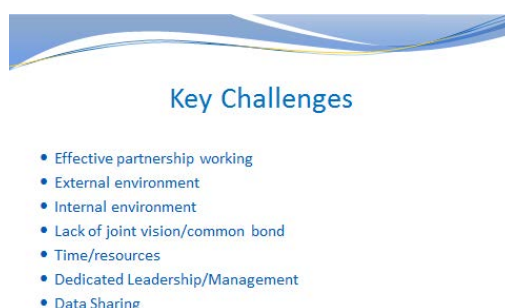 Key Challenges
• Effective partnership working
• External environment
• Internal environment
• Lack of joint vision/common bond
• Time/resources
• Dedicated Leadership/Management
• Data Sharing